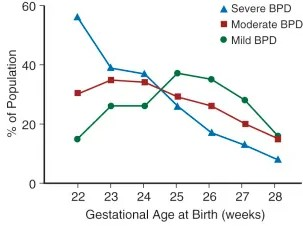 60
40
20
0
% of Population
Severe BPD
Moderate BPD
Mild BPD
22 23 24 25 26 27 28
Gestational Age at Birth (weeks)